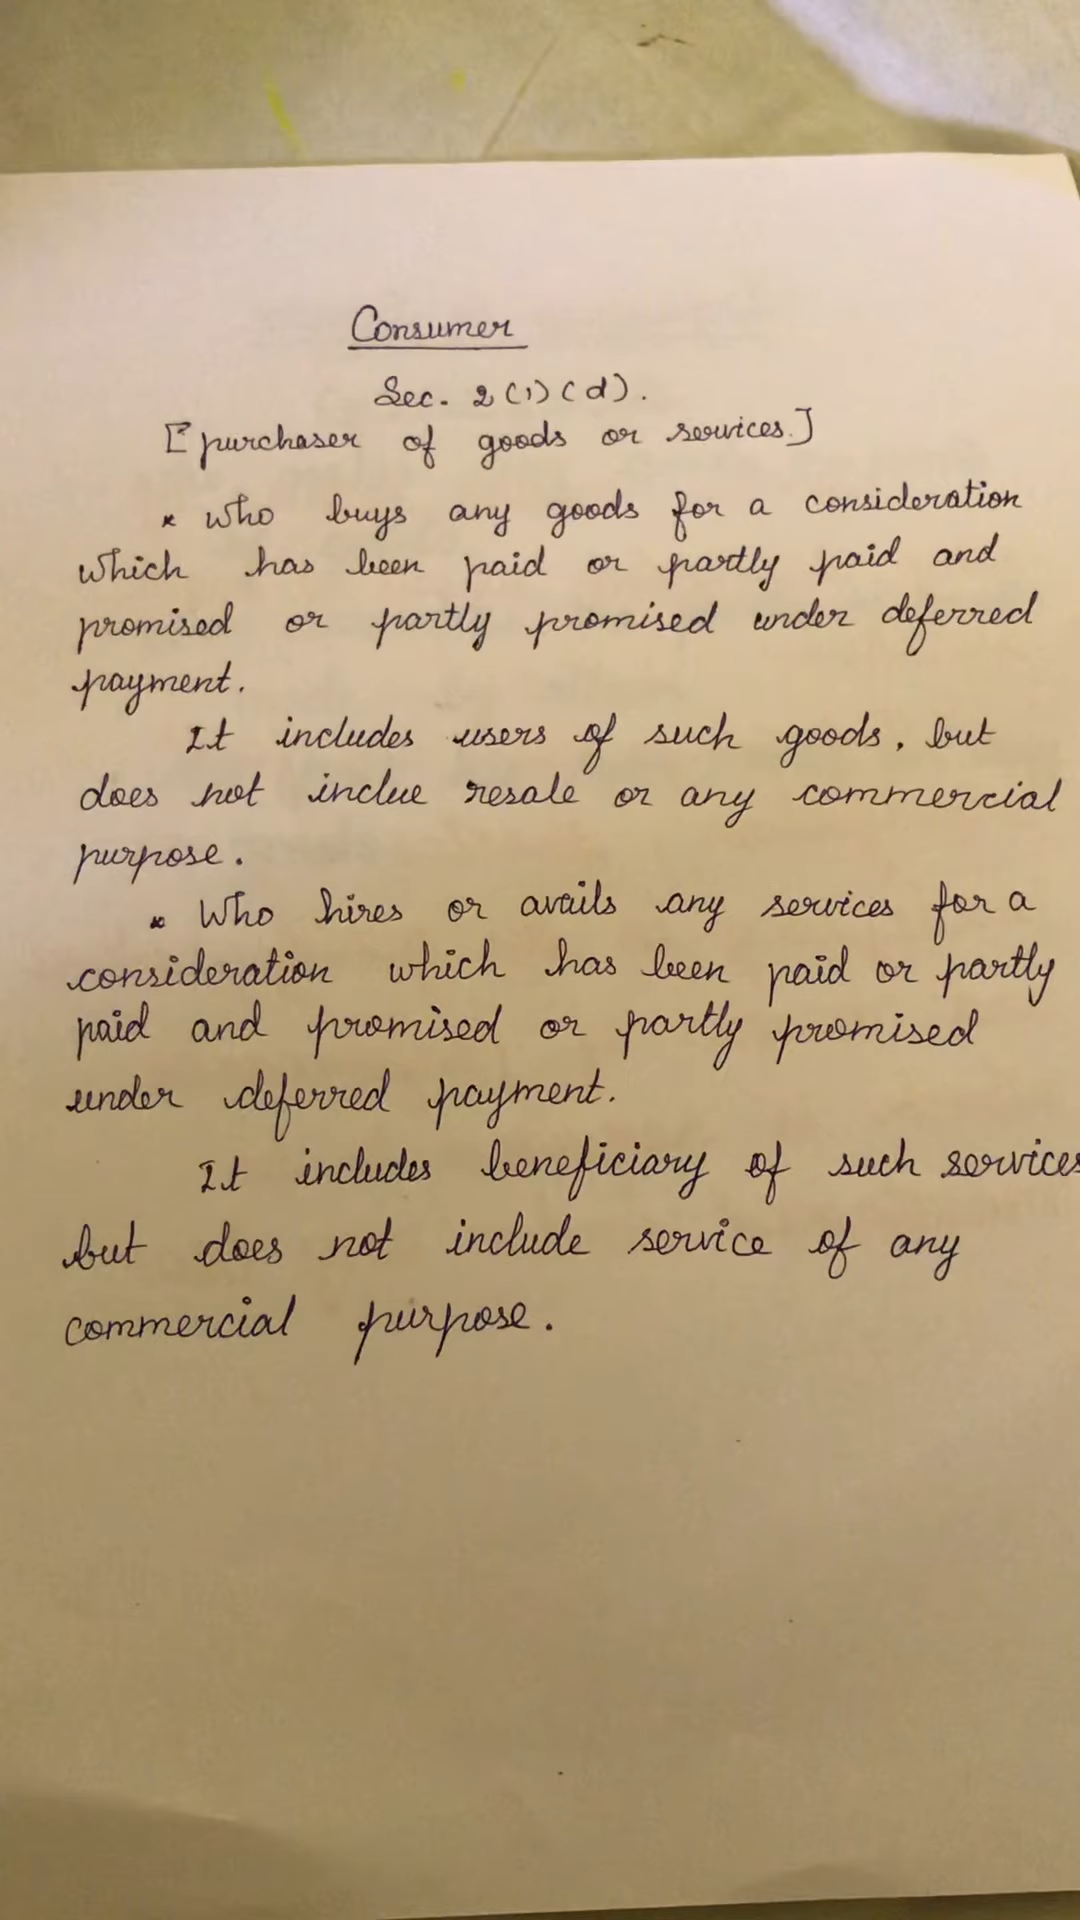 Consumer
Sec. 2(1)(d).
[purchaser of goods or services.]
* Who buys any goods for a consideration
which has been paid or partly paid and
promised or partly promised under deferred
payment.
It includes users of such goods, but
does not inclue resale or any commercial
purpose.
* Who hires or avails any services for a
consideration which has been paid or partly
paid and promised or partly promised
under deferred payment.
It includes beneficiary of such services
but does not include service of any
commercial purpose.